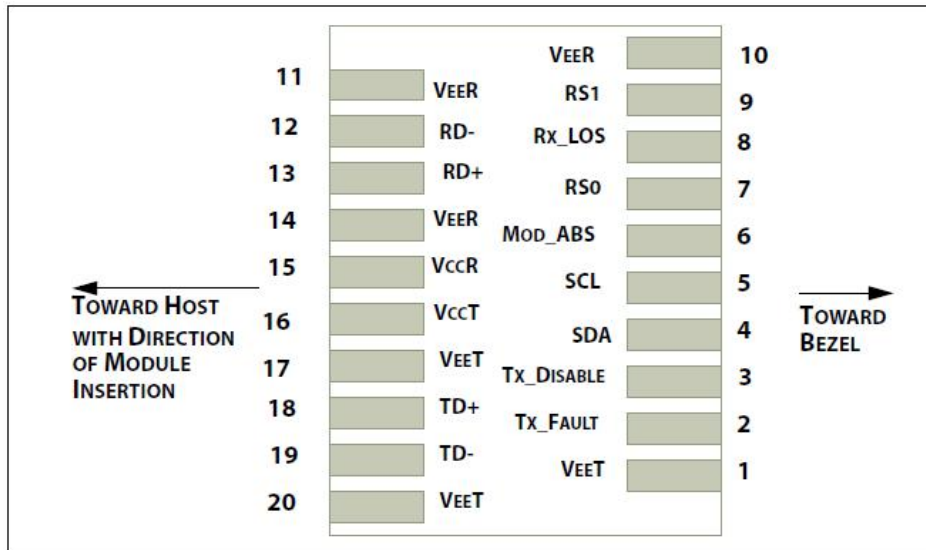 11 VEER
12 RD-
13 RD+
14 VEER
15 VCCR
16 VCCT
17 VEET
18 TD+
19 TD-
20 VEET
VEER 10
RS1 9
RX_LOS 8
RS0 7
MOD_ABS 6
SCL 5
SDA 4
TX_DISABLE 3
TX_FAULT 2
VEET 1
TOWARD HOST
WITH DIRECTION
OF MODULE
INSERTION
TOWARD
BEZEL